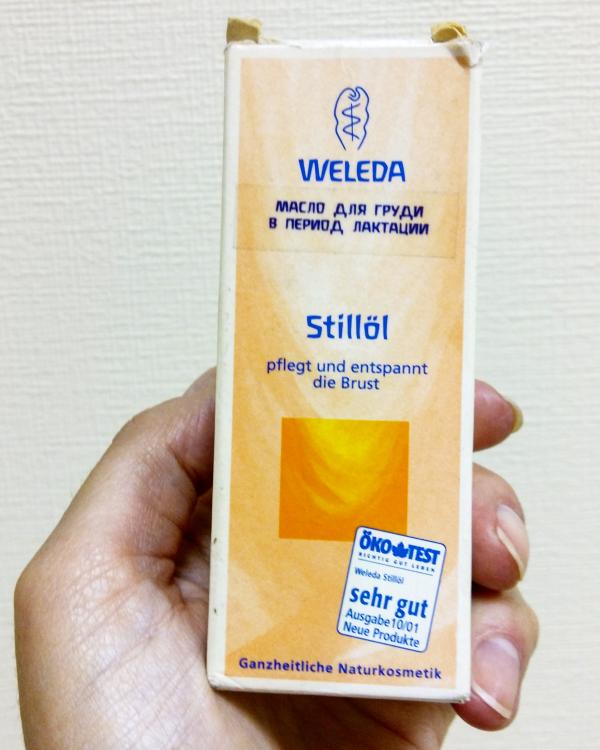 WELEDA
МАСЛО ДЛЯ ГРУДИ
В ПЕРИОД ЛАКТАЦИИ
Stillöl
pflegt und entspannt
die Brust
ÖKO TEST
RICHTIG GUT LEBEN
Weleda Stillöl
sehr gut
Ausgabe10/01
Neue Produkte
Ganzheitliche Naturkosmetik